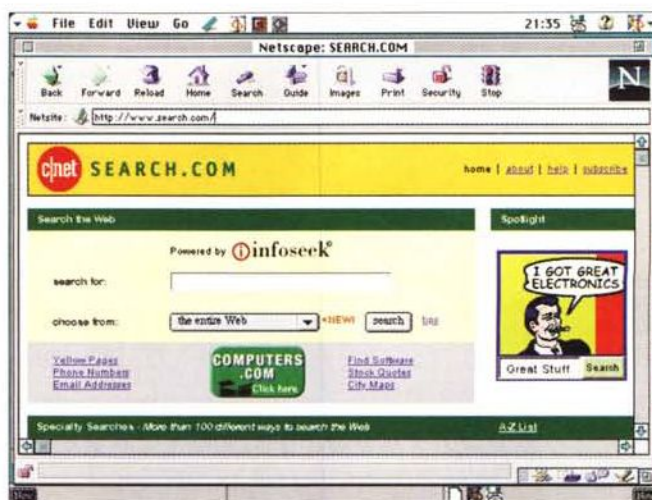 File Edit View Go 21:35
Netscape: SEARCH.COM
Back Forward Reload Home Search Guide Images Print Security Stop N
Netsite: http://www.search.com/
c|net SEARCH.COM home | about | help | subscribe
Search the Web Spotlight
Powered by infoseek
search for:
choose from: the entire Web <NEW! search tips
I GOT GREAT
ELECTRONICS
Yellow Pages COMPUTERS Find Software
Phone Numbers .COM Stock Quotes
Email Addresses Click here City Maps
Great Stuff Search
Specialty Searches - More than 100 different ways to search the Web A-Z List